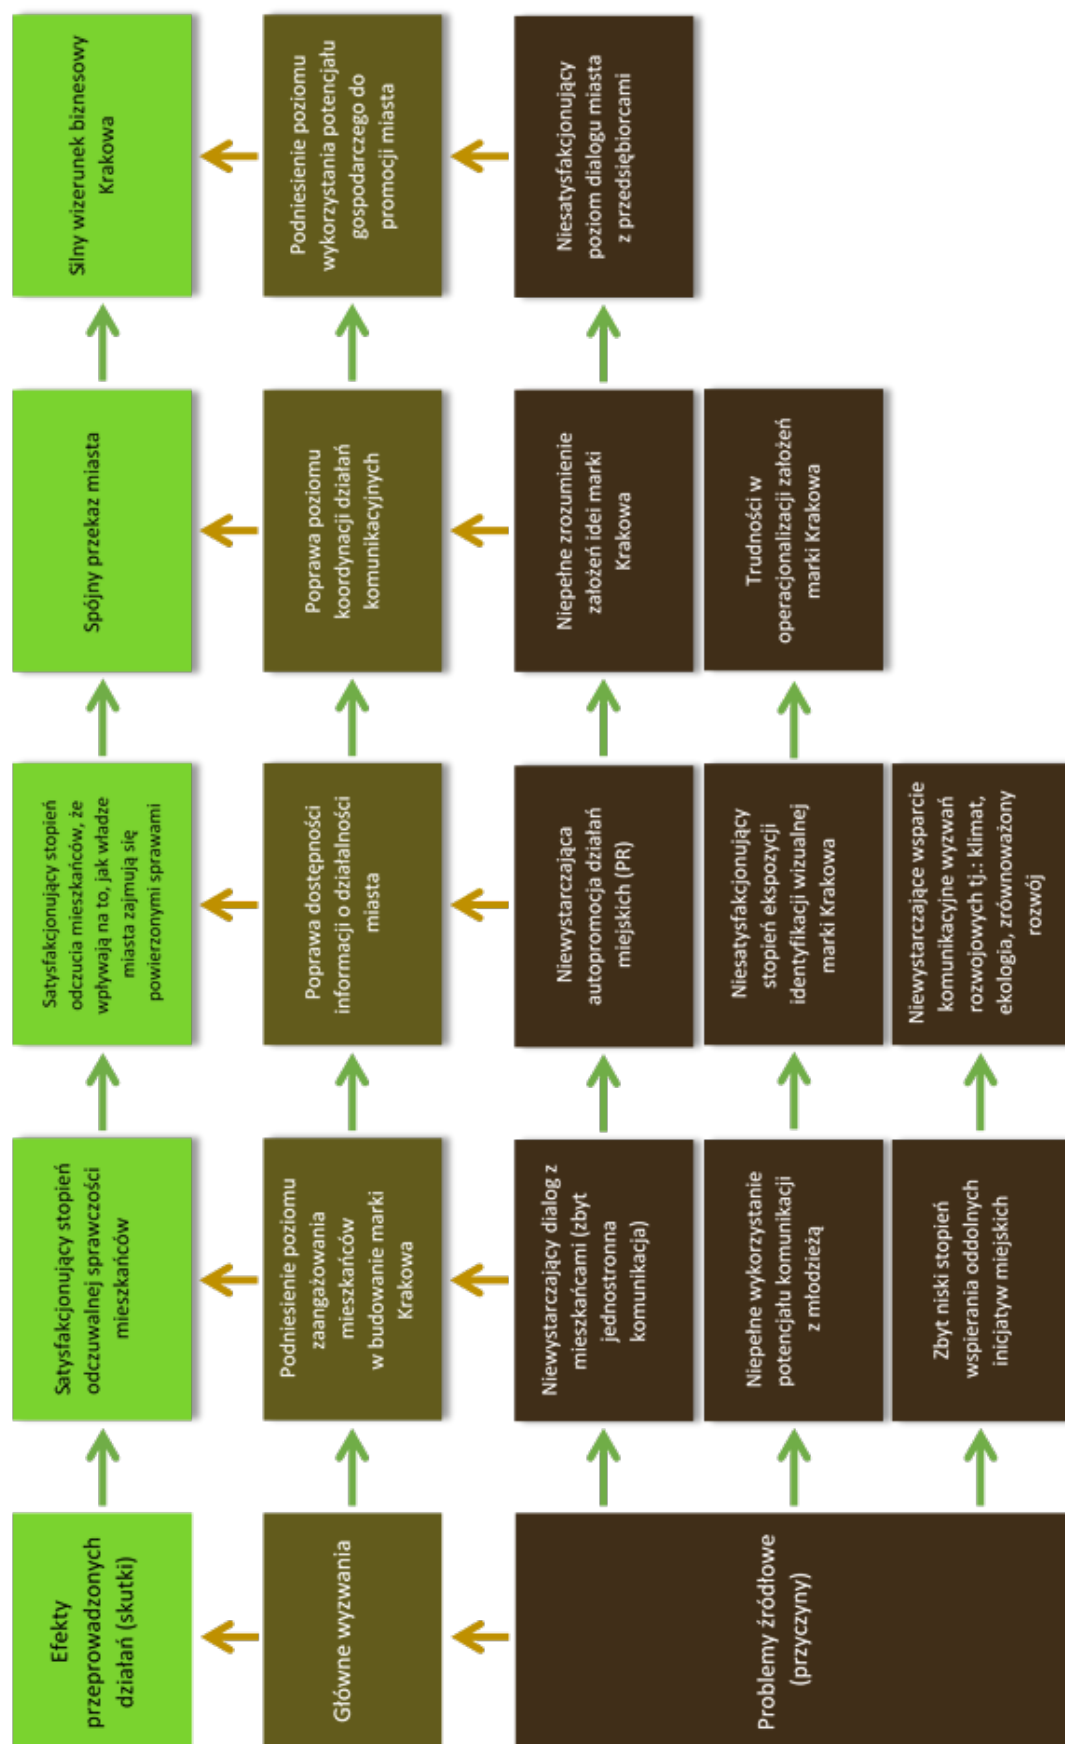 Efekty
przeprowadzonych
działań (skutki)
Satysfakcjonujący stopień
odczuwalnej sprawczości
mieszkańców
Satysfakcjonujący stopień
odczucia mieszkańców, że
wpływają na to, jak władze
miasta zajmują się
powierzonymi sprawami
Spójny przekaz miasta
Silny wizerunek biznesowy
Krakowa
Główne wyzwania
Podniesienie poziomu
zaangażowania
mieszkańców
w budowanie marki
Krakowa
Poprawa dostępności
informacji o działalności
miasta
Poprawa poziomu
koordynacji działań
komunikacyjnych
Podniesienie poziomu
wykorzystania potencjału
gospodarczego do
promocji miasta
Problemy źródłowe
(przyczyny)
Niewystarczający dialog z
mieszkańcami (zbyt
jednostronna
komunikacja)
Niewystarczająca
autopromocja działań
miejskich (PR)
Niepełne zrozumienie
założeń idei marki
Krakowa
Niesatysfakcjonujący
poziom dialogu miasta
z przedsiębiorcami
Niepełne wykorzystanie
potencjału komunikacji
z młodzieżą
Niesatysfakcjonujący
stopień ekspozycji
identyfikacji wizualnej
marki Krakowa
Trudności w
operacjonalizacji założeń
marki Krakowa
Zbyt niski stopień
wspierania oddolnych
inicjatyw miejskich
Niewystarczające wsparcie
komunikacyjne wyzwań
rozwojowych tj.: klimat,
ekologia, zrównoważony
rozwój